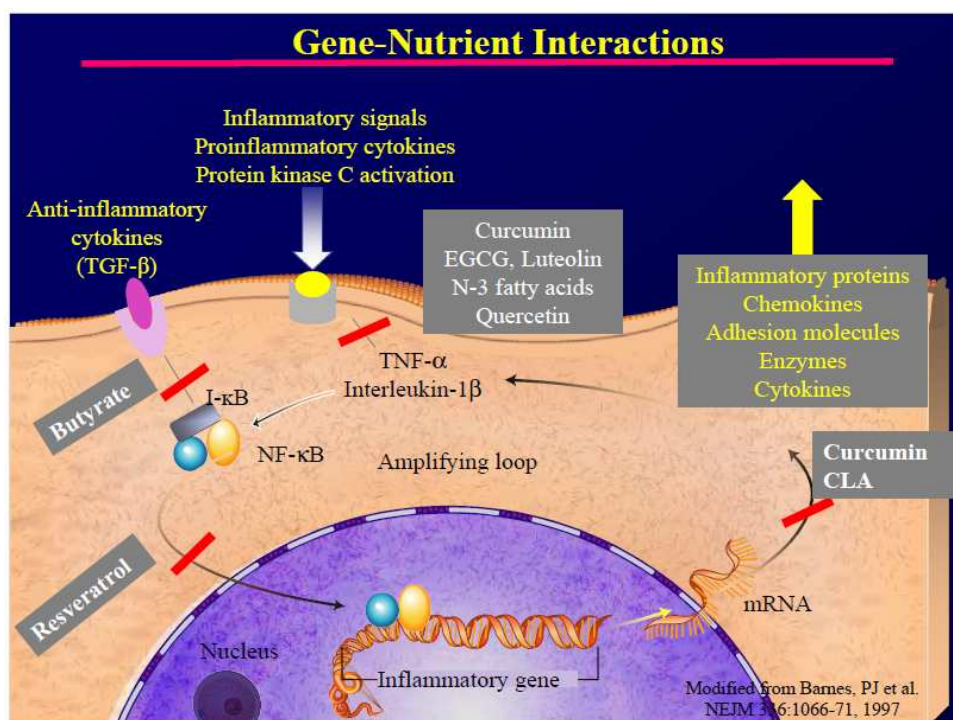 Gene-Nutrient Interactions
Inflammatory signals
Proinflammatory cytokines
Protein kinase C activation
Anti-inflammatory
cytokines
(TGF-β)
Curcumin
EGCG, Luteolin
N-3 fatty acids
Quercetin
Inflammatory proteins
Chemokines
Adhesion molecules
Enzymes
Cytokines
TNF-α
Interleukin-1β
Butyrate
I-κB
NF-κB
Amplifying loop
Curcumin
CLA
Resveratrol
mRNA
Nucleus
Inflammatory gene
Modified from Barnes, PJ et al.
NEJM 336:1066-71, 1997